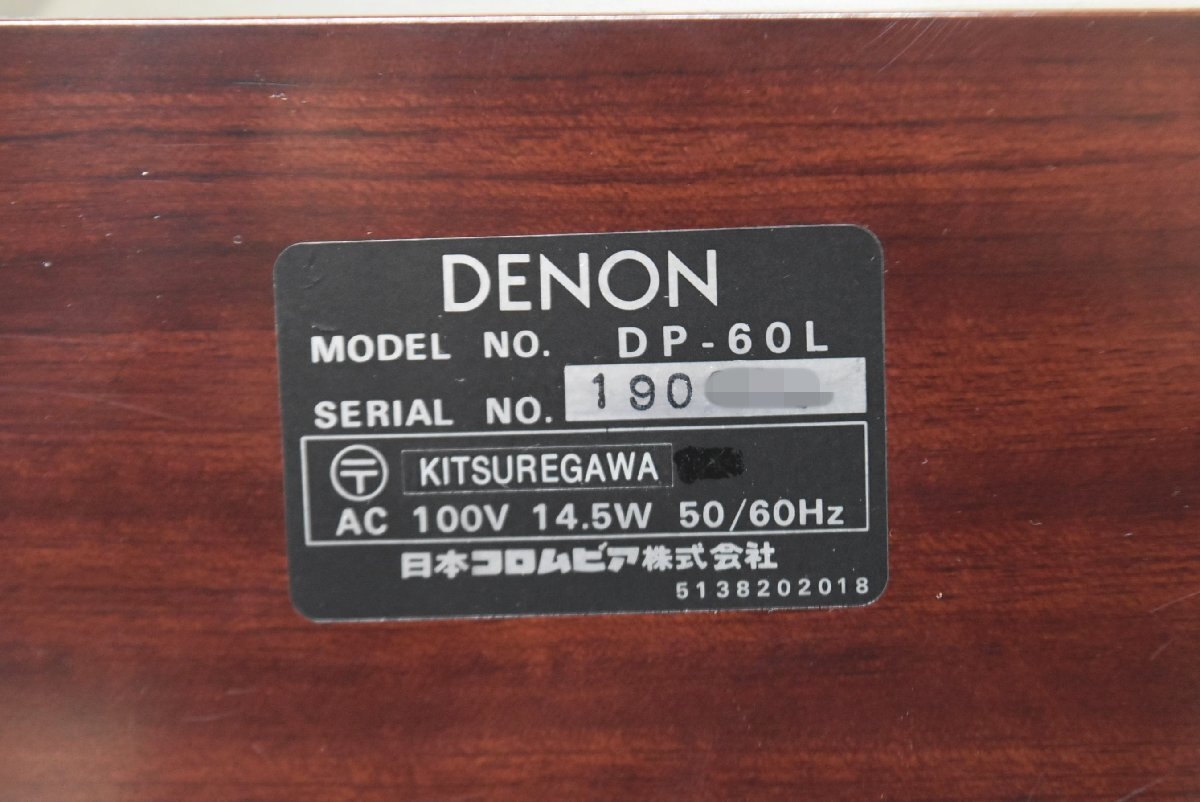 DENON
MODEL NO. DP-60L
SERIAL NO. 190
〶 KITSUREGAWA
AC 100V 14.5W 50/60Hz
日本コロムビア株式会社
5138202018